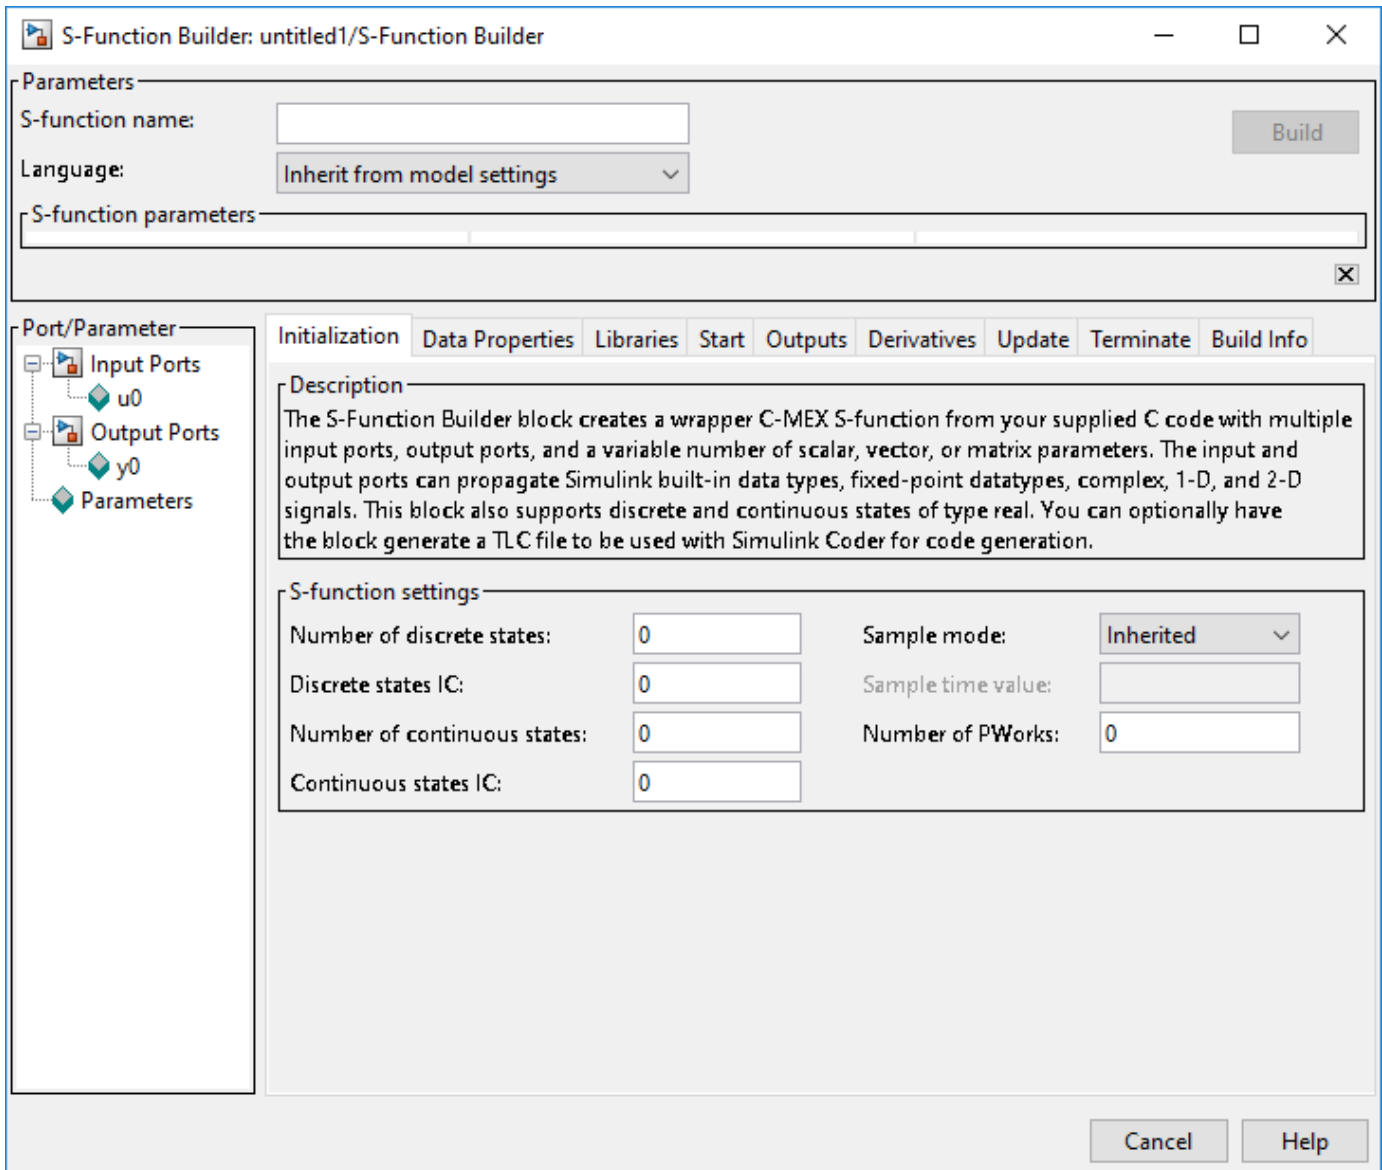 S-Function Builder: untitled1/S-Function Builder
Parameters
S-function name:
Build
Language:
Inherit from model settings
S-function parameters
Port/Parameter
Input Ports
u0
Output Ports
y0
Parameters
Initialization Data Properties Libraries Start Outputs Derivatives Update Terminate Build Info
Description
The S-Function Builder block creates a wrapper C-MEX S-function from your supplied C code with multiple
input ports, output ports, and a variable number of scalar, vector, or matrix parameters. The input and
output ports can propagate Simulink built-in data types, fixed-point datatypes, complex, 1-D, and 2-D
signals. This block also supports discrete and continuous states of type real. You can optionally have
the block generate a TLC file to be used with Simulink Coder for code generation.
S-function settings
Number of discrete states: 0 Sample mode: Inherited
Discrete states IC: 0 Sample time value:
Number of continuous states: 0 Number of PWorks: 0
Continuous states IC: 0
Cancel Help